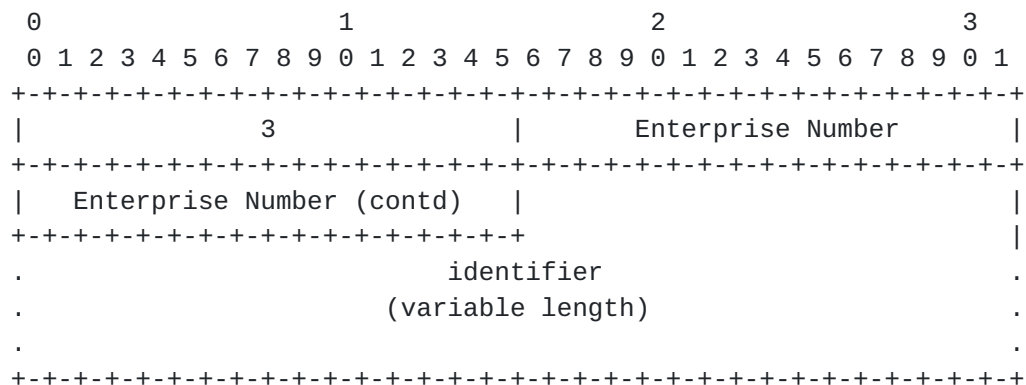 0                   1                   2                   3
 0 1 2 3 4 5 6 7 8 9 0 1 2 3 4 5 6 7 8 9 0 1 2 3 4 5 6 7 8 9 0 1
+-+-+-+-+-+-+-+-+-+-+-+-+-+-+-+-+-+-+-+-+-+-+-+-+-+-+-+-+-+-+-+-+
|               3               |       Enterprise Number       |
+-+-+-+-+-+-+-+-+-+-+-+-+-+-+-+-+-+-+-+-+-+-+-+-+-+-+-+-+-+-+-+-+
|   Enterprise Number (contd)   |                               |
+-+-+-+-+-+-+-+-+-+-+-+-+-+-+-+-+                               |
.                           identifier                          .
.                       (variable length)                       .
.                                                               .
+-+-+-+-+-+-+-+-+-+-+-+-+-+-+-+-+-+-+-+-+-+-+-+-+-+-+-+-+-+-+-+-+